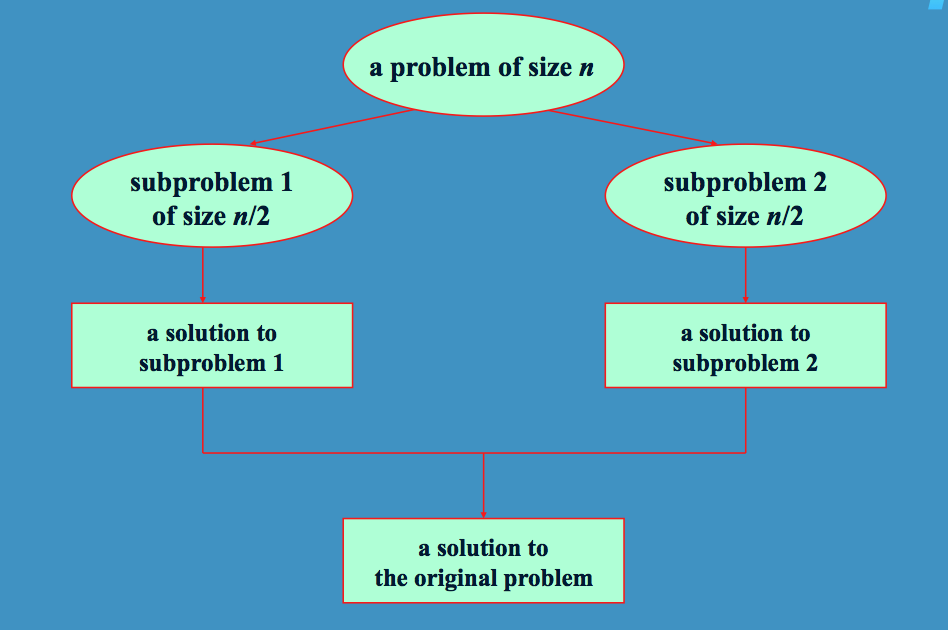 a problem of size n
subproblem 1
of size n/2
subproblem 2
of size n/2
a solution to
subproblem 1
a solution to
subproblem 2
a solution to
the original problem